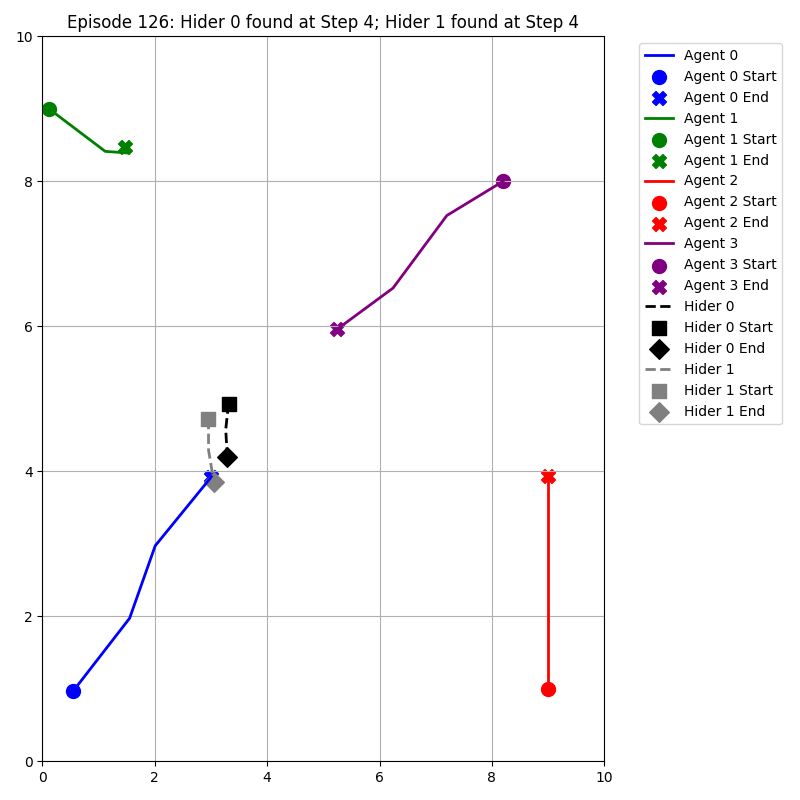 Episode 126: Hider 0 found at Step 4; Hider 1 found at Step 4
10
8
6
4
2
0
0 2 4 6 8 10
Agent 0
Agent 0 Start
Agent 0 End
Agent 1
Agent 1 Start
Agent 1 End
Agent 2
Agent 2 Start
Agent 2 End
Agent 3
Agent 3 Start
Agent 3 End
Hider 0
Hider 0 Start
Hider 0 End
Hider 1
Hider 1 Start
Hider 1 End